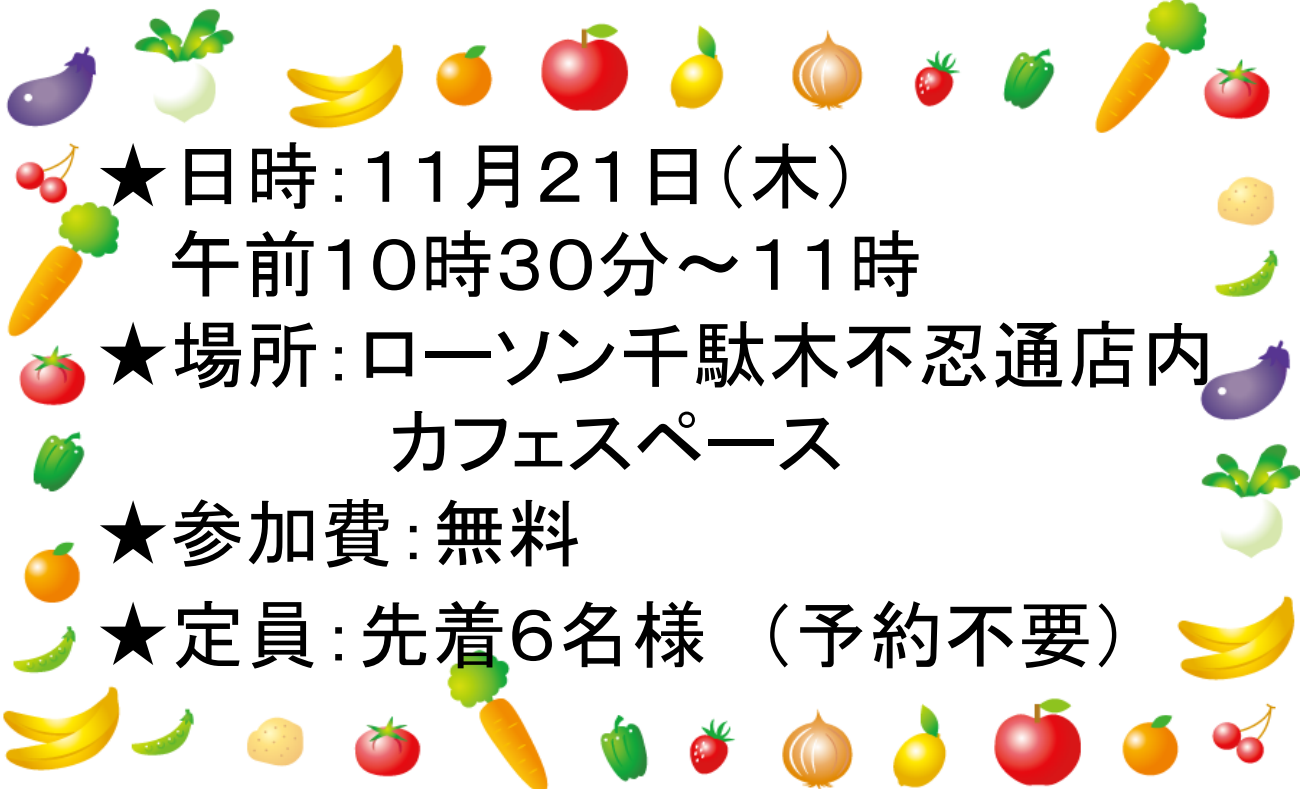 ★日時：１１月２１日（木）
午前１０時３０分～１１時
★場所：ローソン千駄木不忍通店内
カフェスペース
★参加費：無料
★定員：先着６名様　（予約不要）